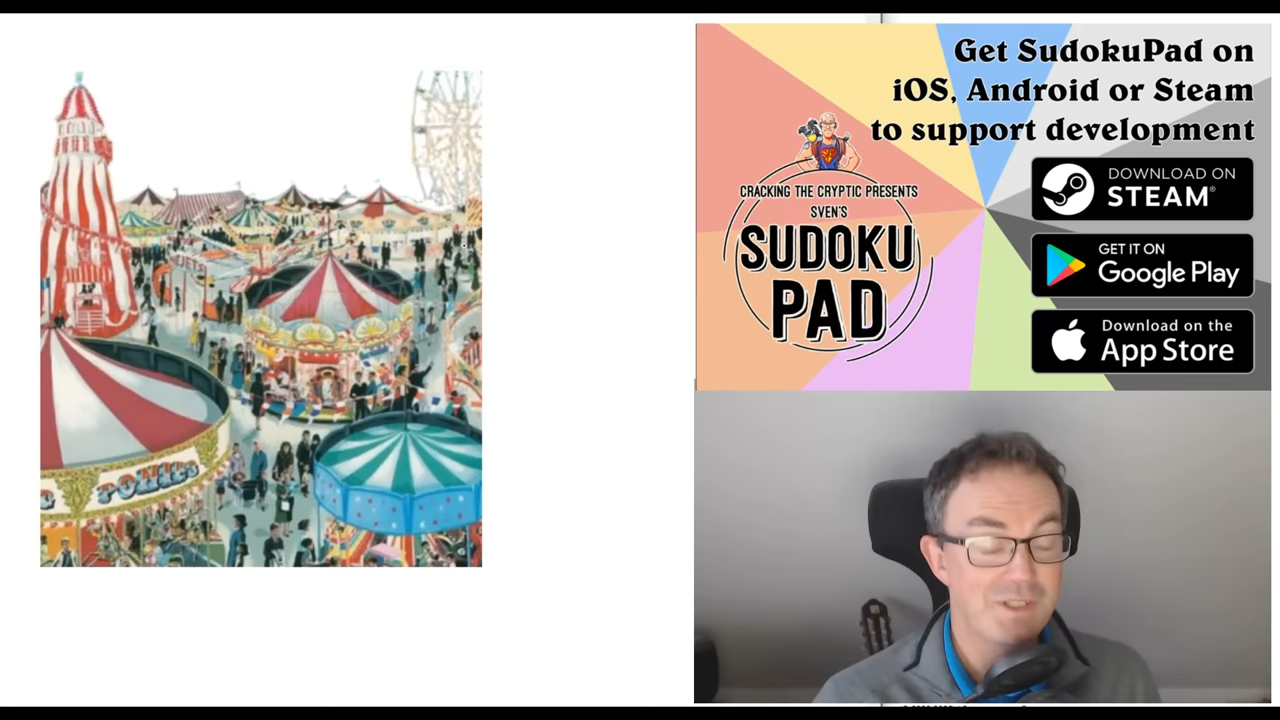 JETS
PONIES
Get SudokuPad on
iOS, Android or Steam
to support development
CRACKING THE CRYPTIC PRESENTS
SVEN'S
SUDOKU
PAD
DOWNLOAD ON
STEAM®
GET IT ON
Google Play
Download on the
App Store